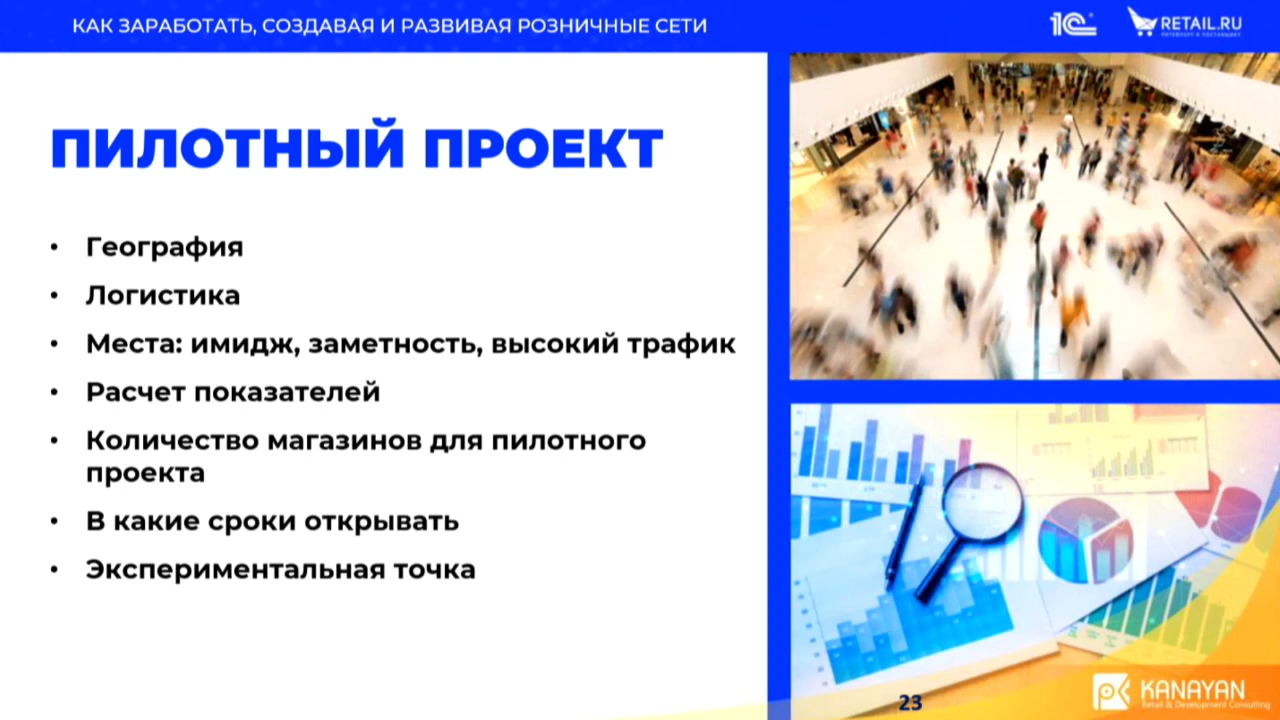 КАК ЗАРАБОТАТЬ, СОЗДАВАЯ И РАЗВИВАЯ РОЗНИЧНЫЕ СЕТИ
1С
RETAIL.RU
ПИЛОТНЫЙ ПРОЕКТ
• География
• Логистика
• Места: имидж, заметность, высокий трафик
• Расчет показателей
• Количество магазинов для пилотного
проекта
• В какие сроки открывать
• Экспериментальная точка
23
KANAYAN
Retail & Development Consulting